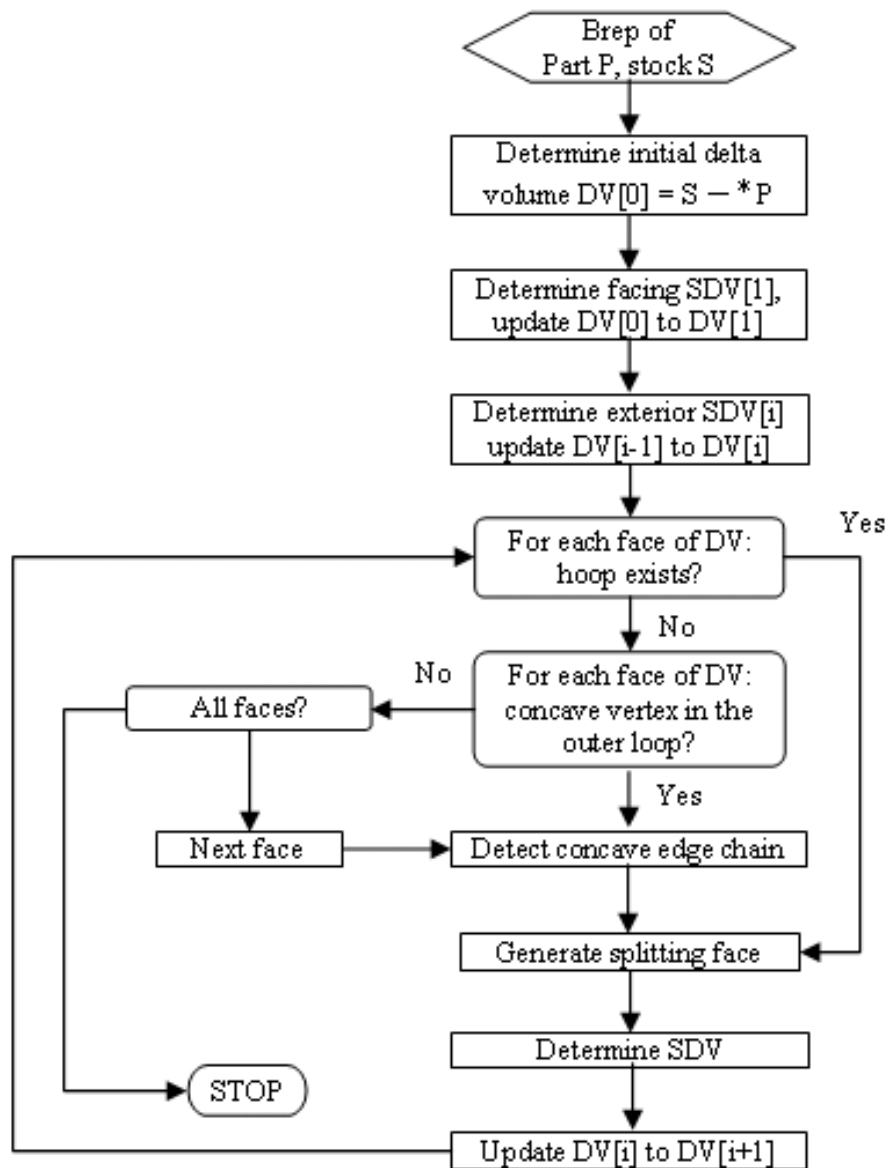 Brep of
Part P, stock S
Determine initial delta
volume DV[0] = S – * P
Determine facing SDV[1],
update DV[0] to DV[1]
Determine exterior SDV[i]
update DV[i-1] to DV[i]
For each face of DV:
hoop exists?
Yes
No
For each face of DV:
concave vertex in the
outer loop?
No
All faces?
Yes
Next face
Detect concave edge chain
Generate splitting face
Determine SDV
STOP
Update DV[i] to DV[i+1]